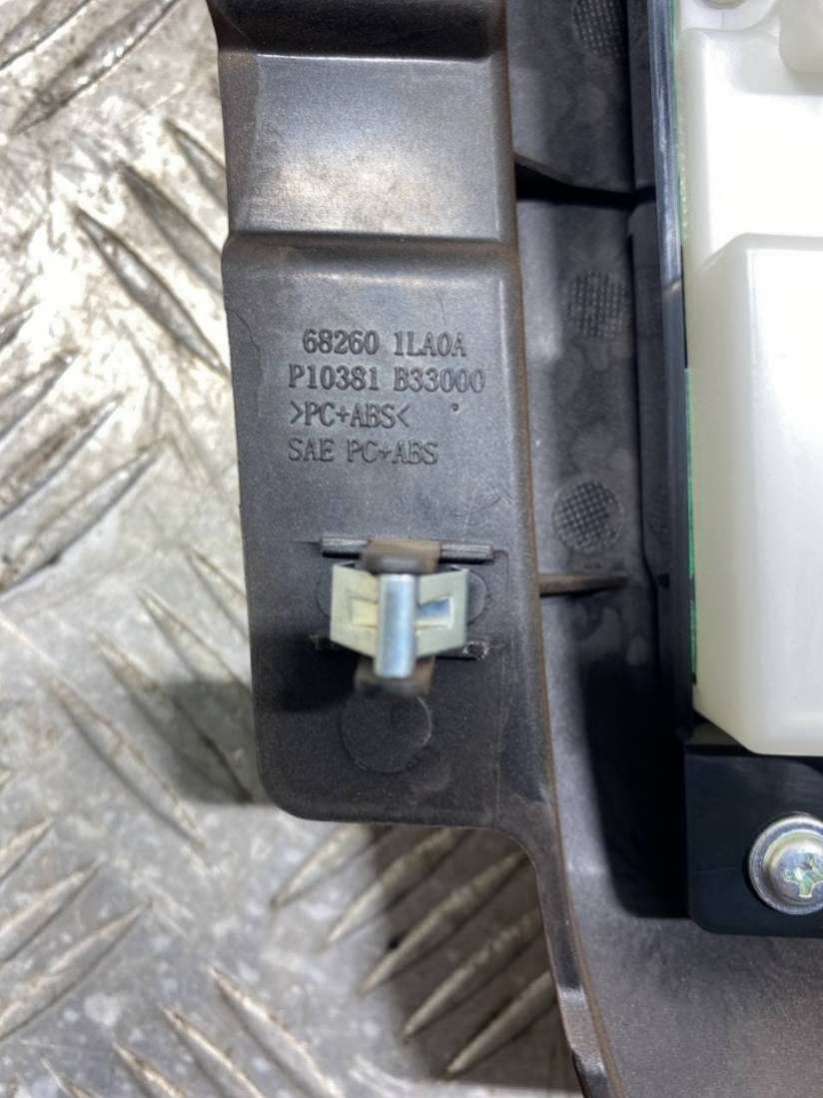 68260 1LA0A
P10381 B33000
>PC+ABS<
SAE PC+ABS